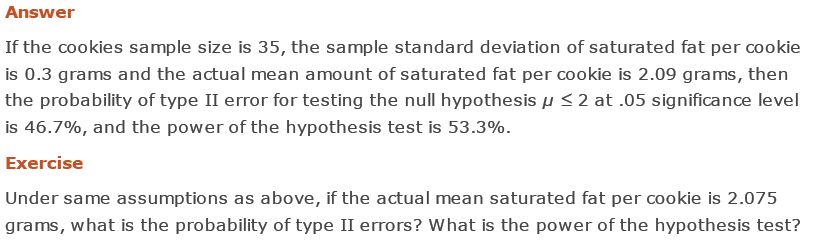 Answer
If the cookies sample size is 35, the sample standard deviation of saturated fat per cookie
is 0.3 grams and the actual mean amount of saturated fat per cookie is 2.09 grams, then
the probability of type II error for testing the null hypothesis μ ≤ 2 at .05 significance level
is 46.7%, and the power of the hypothesis test is 53.3%.
Exercise
Under same assumptions as above, if the actual mean saturated fat per cookie is 2.075
grams, what is the probability of type II errors? What is the power of the hypothesis test?